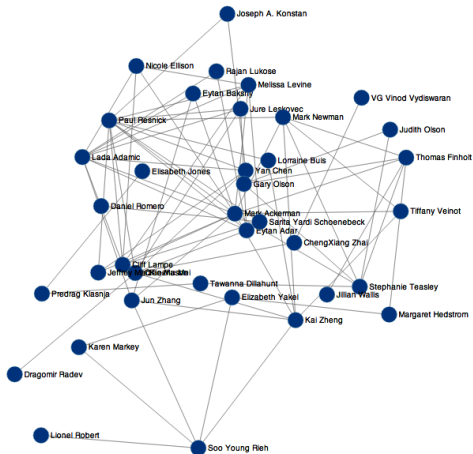 Joseph A. Konstan
Nicole Ellison
Rajan Lukose
Melissa Levine
Eytan Bakshy
VG Vinod Vydiswaran
Jure Leskovec
Mark Newman
Paul Resnick
Judith Olson
Lada Adamic
Lorraine Buis
Thomas Finholt
Elisabeth Jones
Yan Chen
Gary Olson
Daniel Romero
Mark Ackerman
Tiffany Veinot
Sarita Yardi Schoenebeck
Eytan Adar
ChengXiang Zhai
Cliff Lampe
Tawanna Dillahunt
Stephanie Teasley
Predrag Klasnja
Jillian Wallis
Elizabeth Yakel
Jun Zhang
Margaret Hedstrom
Kai Zheng
Karen Markey
Dragomir Radev
Lionel Robert
Soo Young Rieh